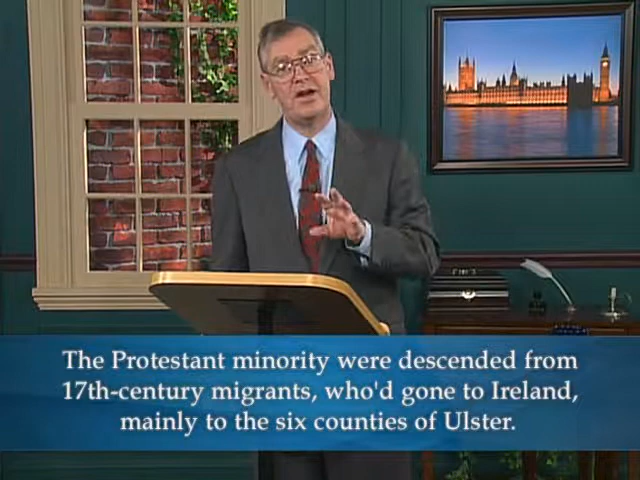 The Protestant minority were descended from
17th-century migrants, who'd gone to Ireland,
mainly to the six counties of Ulster.